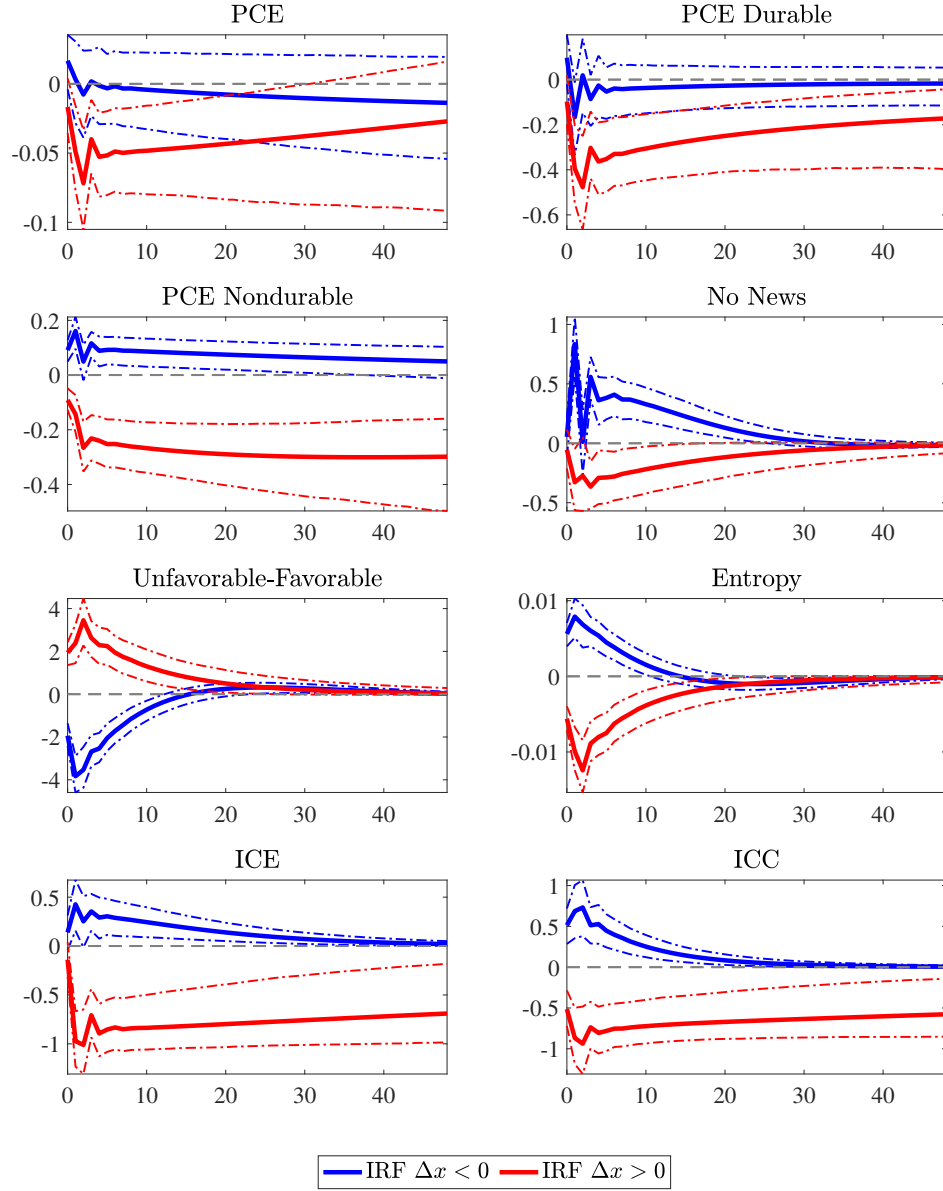 PCE
0
-0.05
-0.1
0 10 20 30 40
PCE Durable
0
-0.2
-0.4
-0.6
0 10 20 30 40
PCE Nondurable
0.2
0
-0.2
-0.4
0 10 20 30 40
No News
1
0.5
0
-0.5
0 10 20 30 40
Unfavorable-Favorable
4
2
0
-2
-4
0 10 20 30 40
Entropy
0.01
0
-0.01
0 10 20 30 40
ICE
0.5
0
-0.5
-1
0 10 20 30 40
ICC
1
0.5
0
-0.5
-1
0 10 20 30 40
IRF Δx < 0 IRF Δx > 0